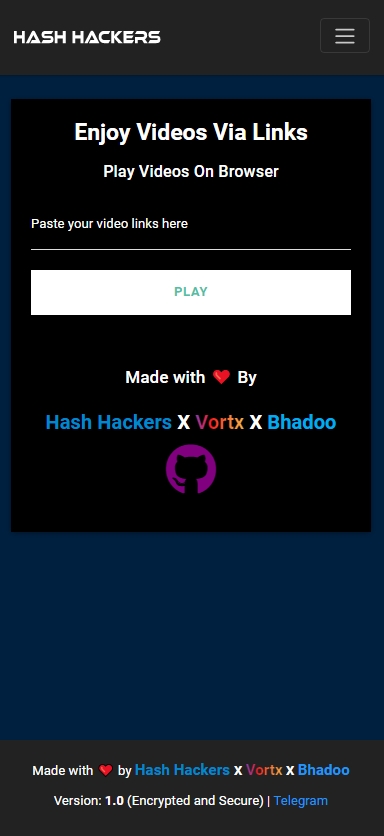 HASH HACKERS
Enjoy Videos Via Links
Play Videos On Browser
Paste your video links here
PLAY
Made with ❤️ By
Hash Hackers X Vortx X Bhadoo
Made with ❤️ by Hash Hackers X Vortx X Bhadoo
Version: 1.0 (Encrypted and Secure) | Telegram